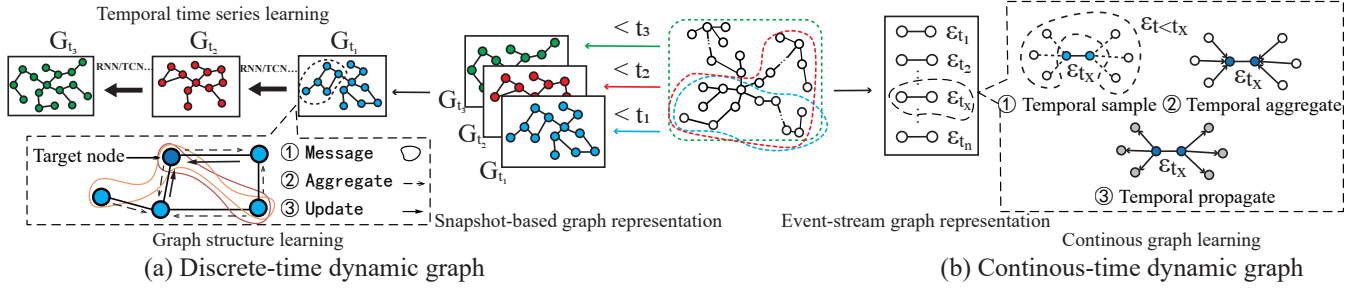 Temporal time series learning
G_{t_3}
RNN/TCN...
G_{t_2}
RNN/TCN...
G_{t_1}
Target node
① Message
② Aggregate
③ Update
Graph structure learning
(a) Discrete-time dynamic graph
G_{t_3}
G_{t_2}
G_{t_1}
< t_3
< t_2
< t_1
Snapshot-based graph representation
ε_{t_1}
ε_{t_2}
ε_{t_{xj}}
ε_{t_n}
Event-stream graph representation
ε_{t<t_X}
ε_{t_X}
① Temporal sample
ε_{t_X}
② Temporal aggregate
ε_{t_X}
③ Temporal propagate
Continous graph learning
(b) Continous-time dynamic graph